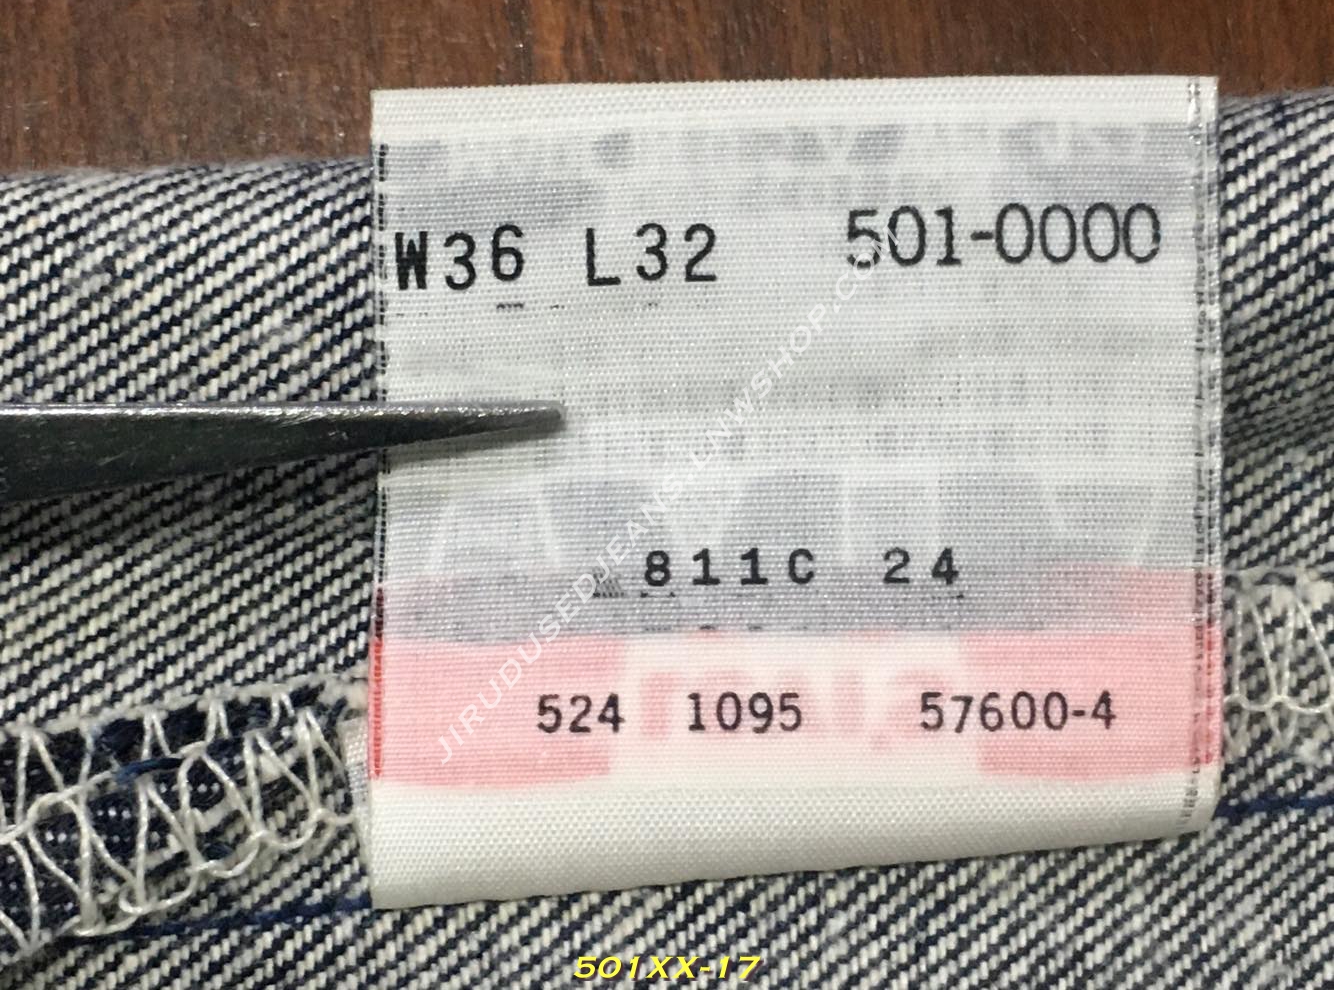 W36 L32 501-0000
811C 24
524 1095 57600-4
JIRUDUSEDJEANS.LNWSHOP.COM
501XX-17